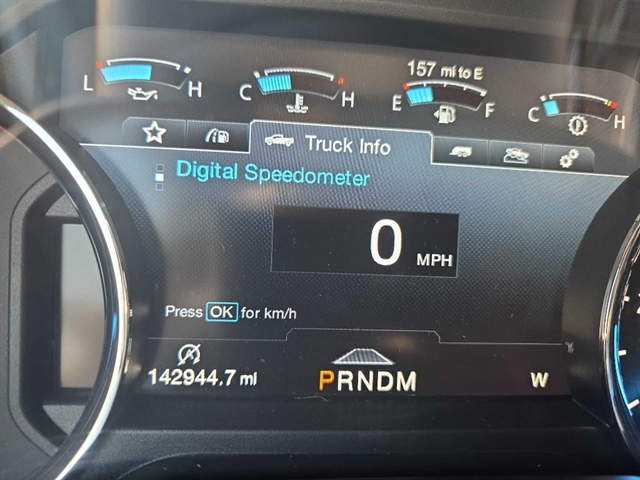 157 mi to E
L H
C H
E F
C H
Truck Info
Digital Speedometer
0 MPH
Press OK for km/h
142944.7 mi
PRNDM
W